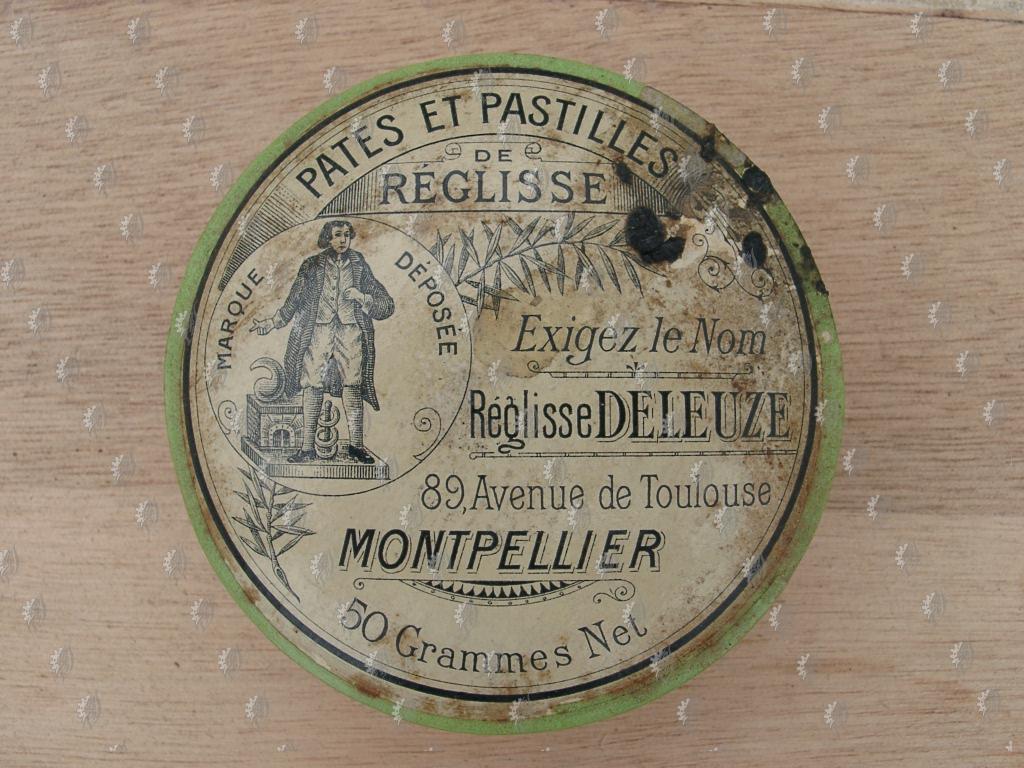 PATES ET PASTILLES
DE
RÉGLISSE
MARQUE DÉPOSÉE
Exigez le Nom
Réglisse DELEUZE
89, Avenue de Toulouse
MONTPELLIER
50 Grammes Net